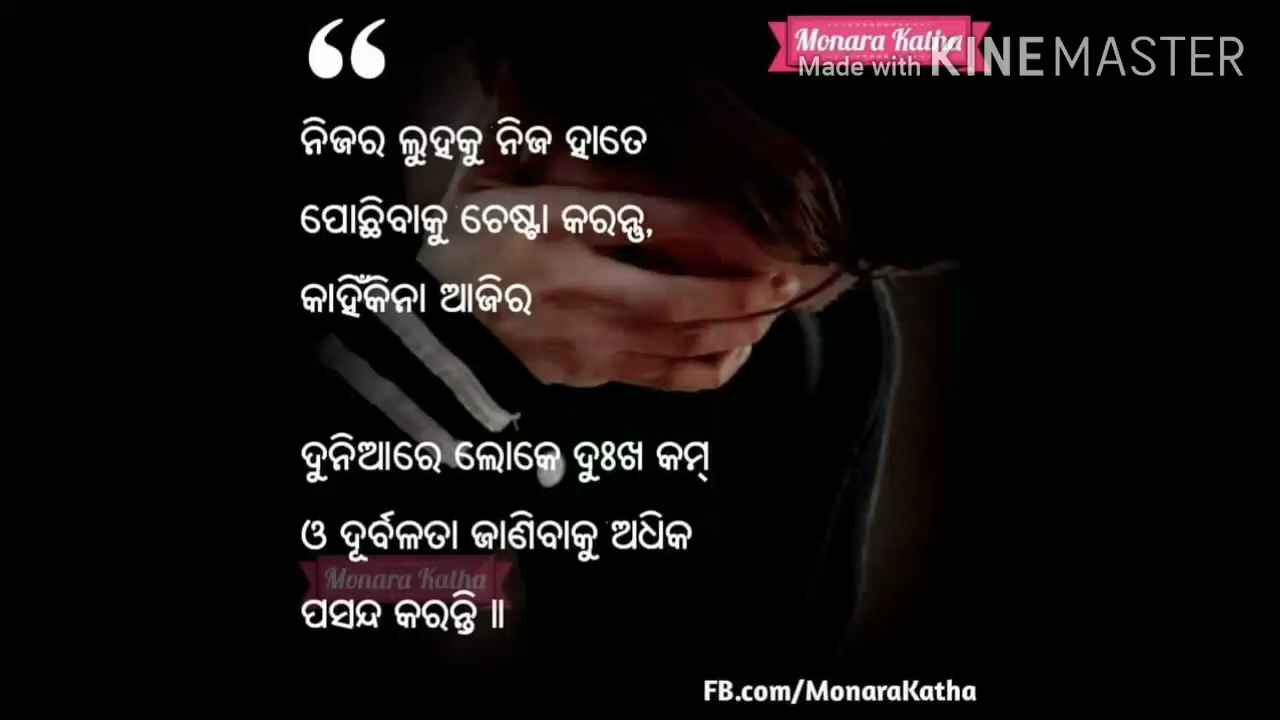 Monara Katha
Made with KINEMASTER
ନିଜର ଲୁହକୁ ନିଜ ହାତେ
ପୋଛିବାକୁ ଚେଷ୍ଟା କରନ୍ତୁ,
କାହିଁକିନା ଆଜିର
ଦୁନିଆରେ ଲୋକେ ଦୁଃଖ କମ୍
ଓ ଦୂର୍ବଳତା ଜାଣିବାକୁ ଅଧିକ
Monara Katha
ପସନ୍ଦ କରନ୍ତି ॥
FB.com/MonaraKatha